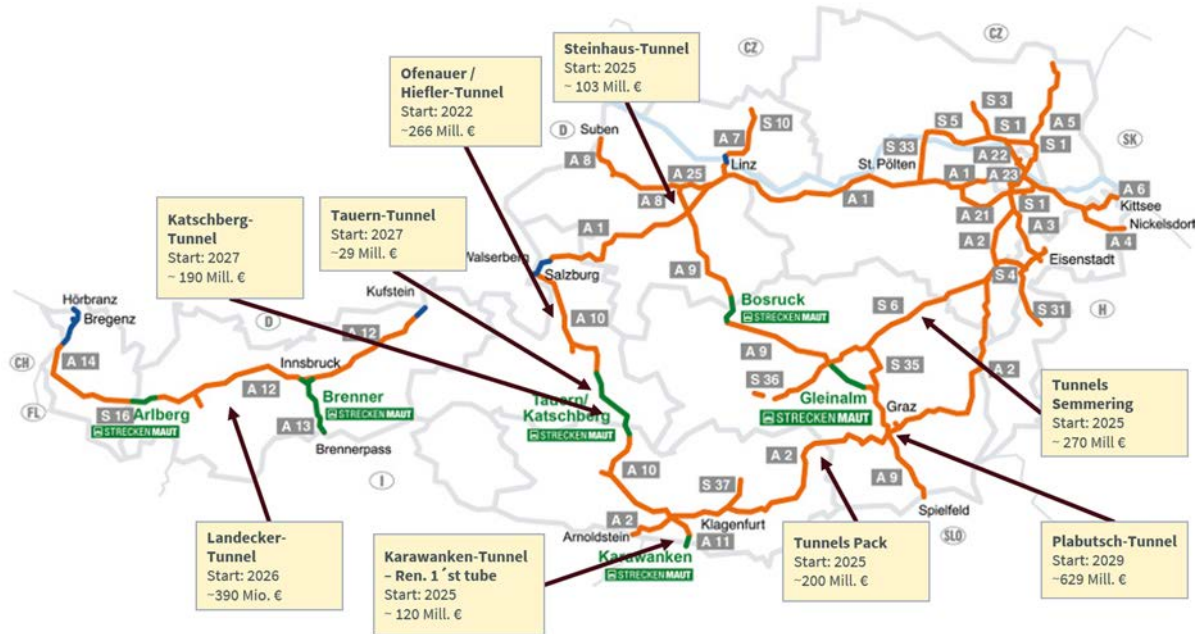 Steinhaus-Tunnel
Start: 2025
~ 103 Mill. €
Ofenauer /
Hiefler-Tunnel
Start: 2022
~266 Mill. €
Katschberg-
Tunnel
Start: 2027
~ 190 Mill. €
Tauern-Tunnel
Start: 2027
~29 Mill. €
CZ
CZ
D
Suben
A 8
A 7
S 10
Linz
A 25
A 8
A 1
Walserberg
Salzburg
S 3
S 5
S 1
A 5
S 33
St. Pölten
A 22
S 1
SK
A 1
A 23
A 1
A 21
S 1
A 6
Kittsee
A 3
Nickelsdorf
A 4
A 2
Eisenstadt
S 4
S 31
H
A 9
Bosruck
STRECKENMAUT
S 6
A 10
Kufstein
Hörbranz
Bregenz
D
A 12
CH
A 14
Innsbruck
A 12
FL
S 16
Arlberg
STRECKENMAUT
Brenner
STRECKENMAUT
A 13
Brennerpass
I
Tauern/
Katschberg
STRECKENMAUT
A 9
S 36
S 35
A 2
Gleinalm
STRECKENMAUT
Graz
A 10
A 2
A 9
Spielfeld
S 37
A 2
Klagenfurt
Arnoldstein
A 11
Karawanken
STRECKENMAUT
SLO
Tunnels
Semmering
Start: 2025
~ 270 Mill €
Landecker-
Tunnel
Start: 2026
~390 Mio. €
Karawanken-Tunnel
– Ren. 1´st tube
Start: 2025
~ 120 Mill. €
Tunnels Pack
Start: 2025
~200 Mill. €
Plabutsch-Tunnel
Start: 2029
~629 Mill. €